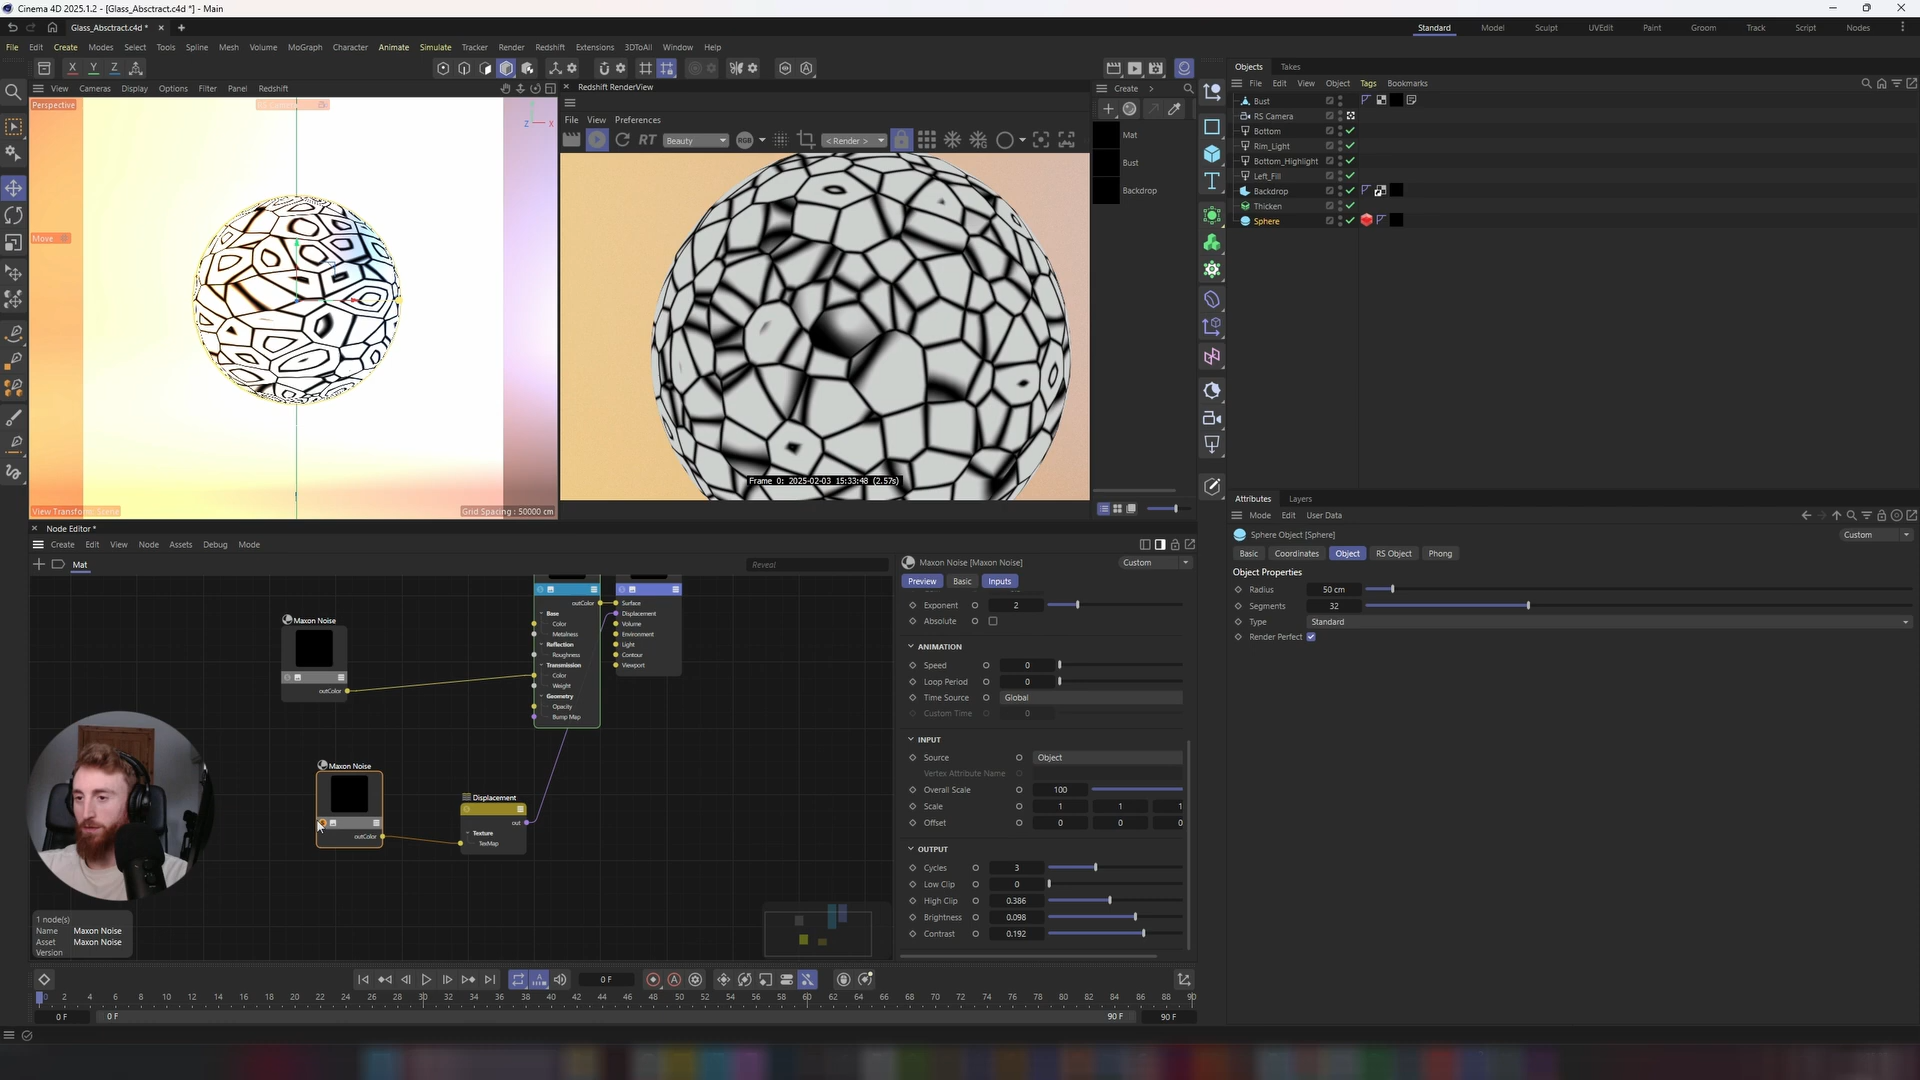 Cinema 4D 2025.1.2 - [Glass_Absctract.c4d *] - Main
Glass_Absctract.c4d *
Standard Model Sculpt UVEdit Paint Groom Track Script Nodes
File Edit Create Modes Select Tools Spline Mesh Volume MoGraph Character Animate Simulate Tracker Render Redshift Extensions 3DToAll Window Help
X Y Z
View Cameras Display Options Filter Panel Redshift
Perspective
Z X
Move
View Transform: Scene
Grid Spacing : 50000 cm
Redshift RenderView
File View Preferences
RT Beauty RGB < Render >
Frame 0: 2025-02-03 15:33:48 (2.57s)
Create
Mat
Bust
Backdrop
Objects Takes
File Edit View Object Tags Bookmarks
Bust
RS Camera
Bottom
Rim_Light
Bottom_Highlight
Left_Fill
Backdrop
Thicken
Sphere
Attributes Layers
Mode Edit User Data
Sphere Object [Sphere]
Custom
Basic Coordinates Object RS Object Phong
Object Properties
Radius 50 cm
Segments 32
Type Standard
Render Perfect
Node Editor *
Create Edit View Node Assets Debug Mode
Mat
Reveal
Maxon Noise
outColor
Maxon Noise
outColor
Displacement
out
Texture
TexMap
outColor
Base
Color
Metalness
Reflection
Roughness
Transmission
Color
Weight
Geometry
Opacity
Bump Map
Surface
Displacement
Volume
Environment
Light
Contour
Viewport
1 node(s)
Name Maxon Noise
Asset Maxon Noise
Version
Maxon Noise [Maxon Noise]
Custom
Preview Basic Inputs
Exponent 2
Absolute
ANIMATION
Speed 0
Loop Period 0
Time Source Global
Custom Time 0
INPUT
Source Object
Vertex Attribute Name
Overall Scale 100
Scale 1 1 1
Offset 0 0 0
OUTPUT
Cycles 3
Low Clip 0
High Clip 0.386
Brightness 0.098
Contrast 0.192
0 F
0 2 4 6 8 10 12 14 16 18 20 22 24 26 28 30 32 34 36 38 40 42 44 46 48 50 52 54 56 58 60 62 64 66 68 70 72 74 76 78 80 82 84 86 88 90
0 F 0 F 90 F 90 F